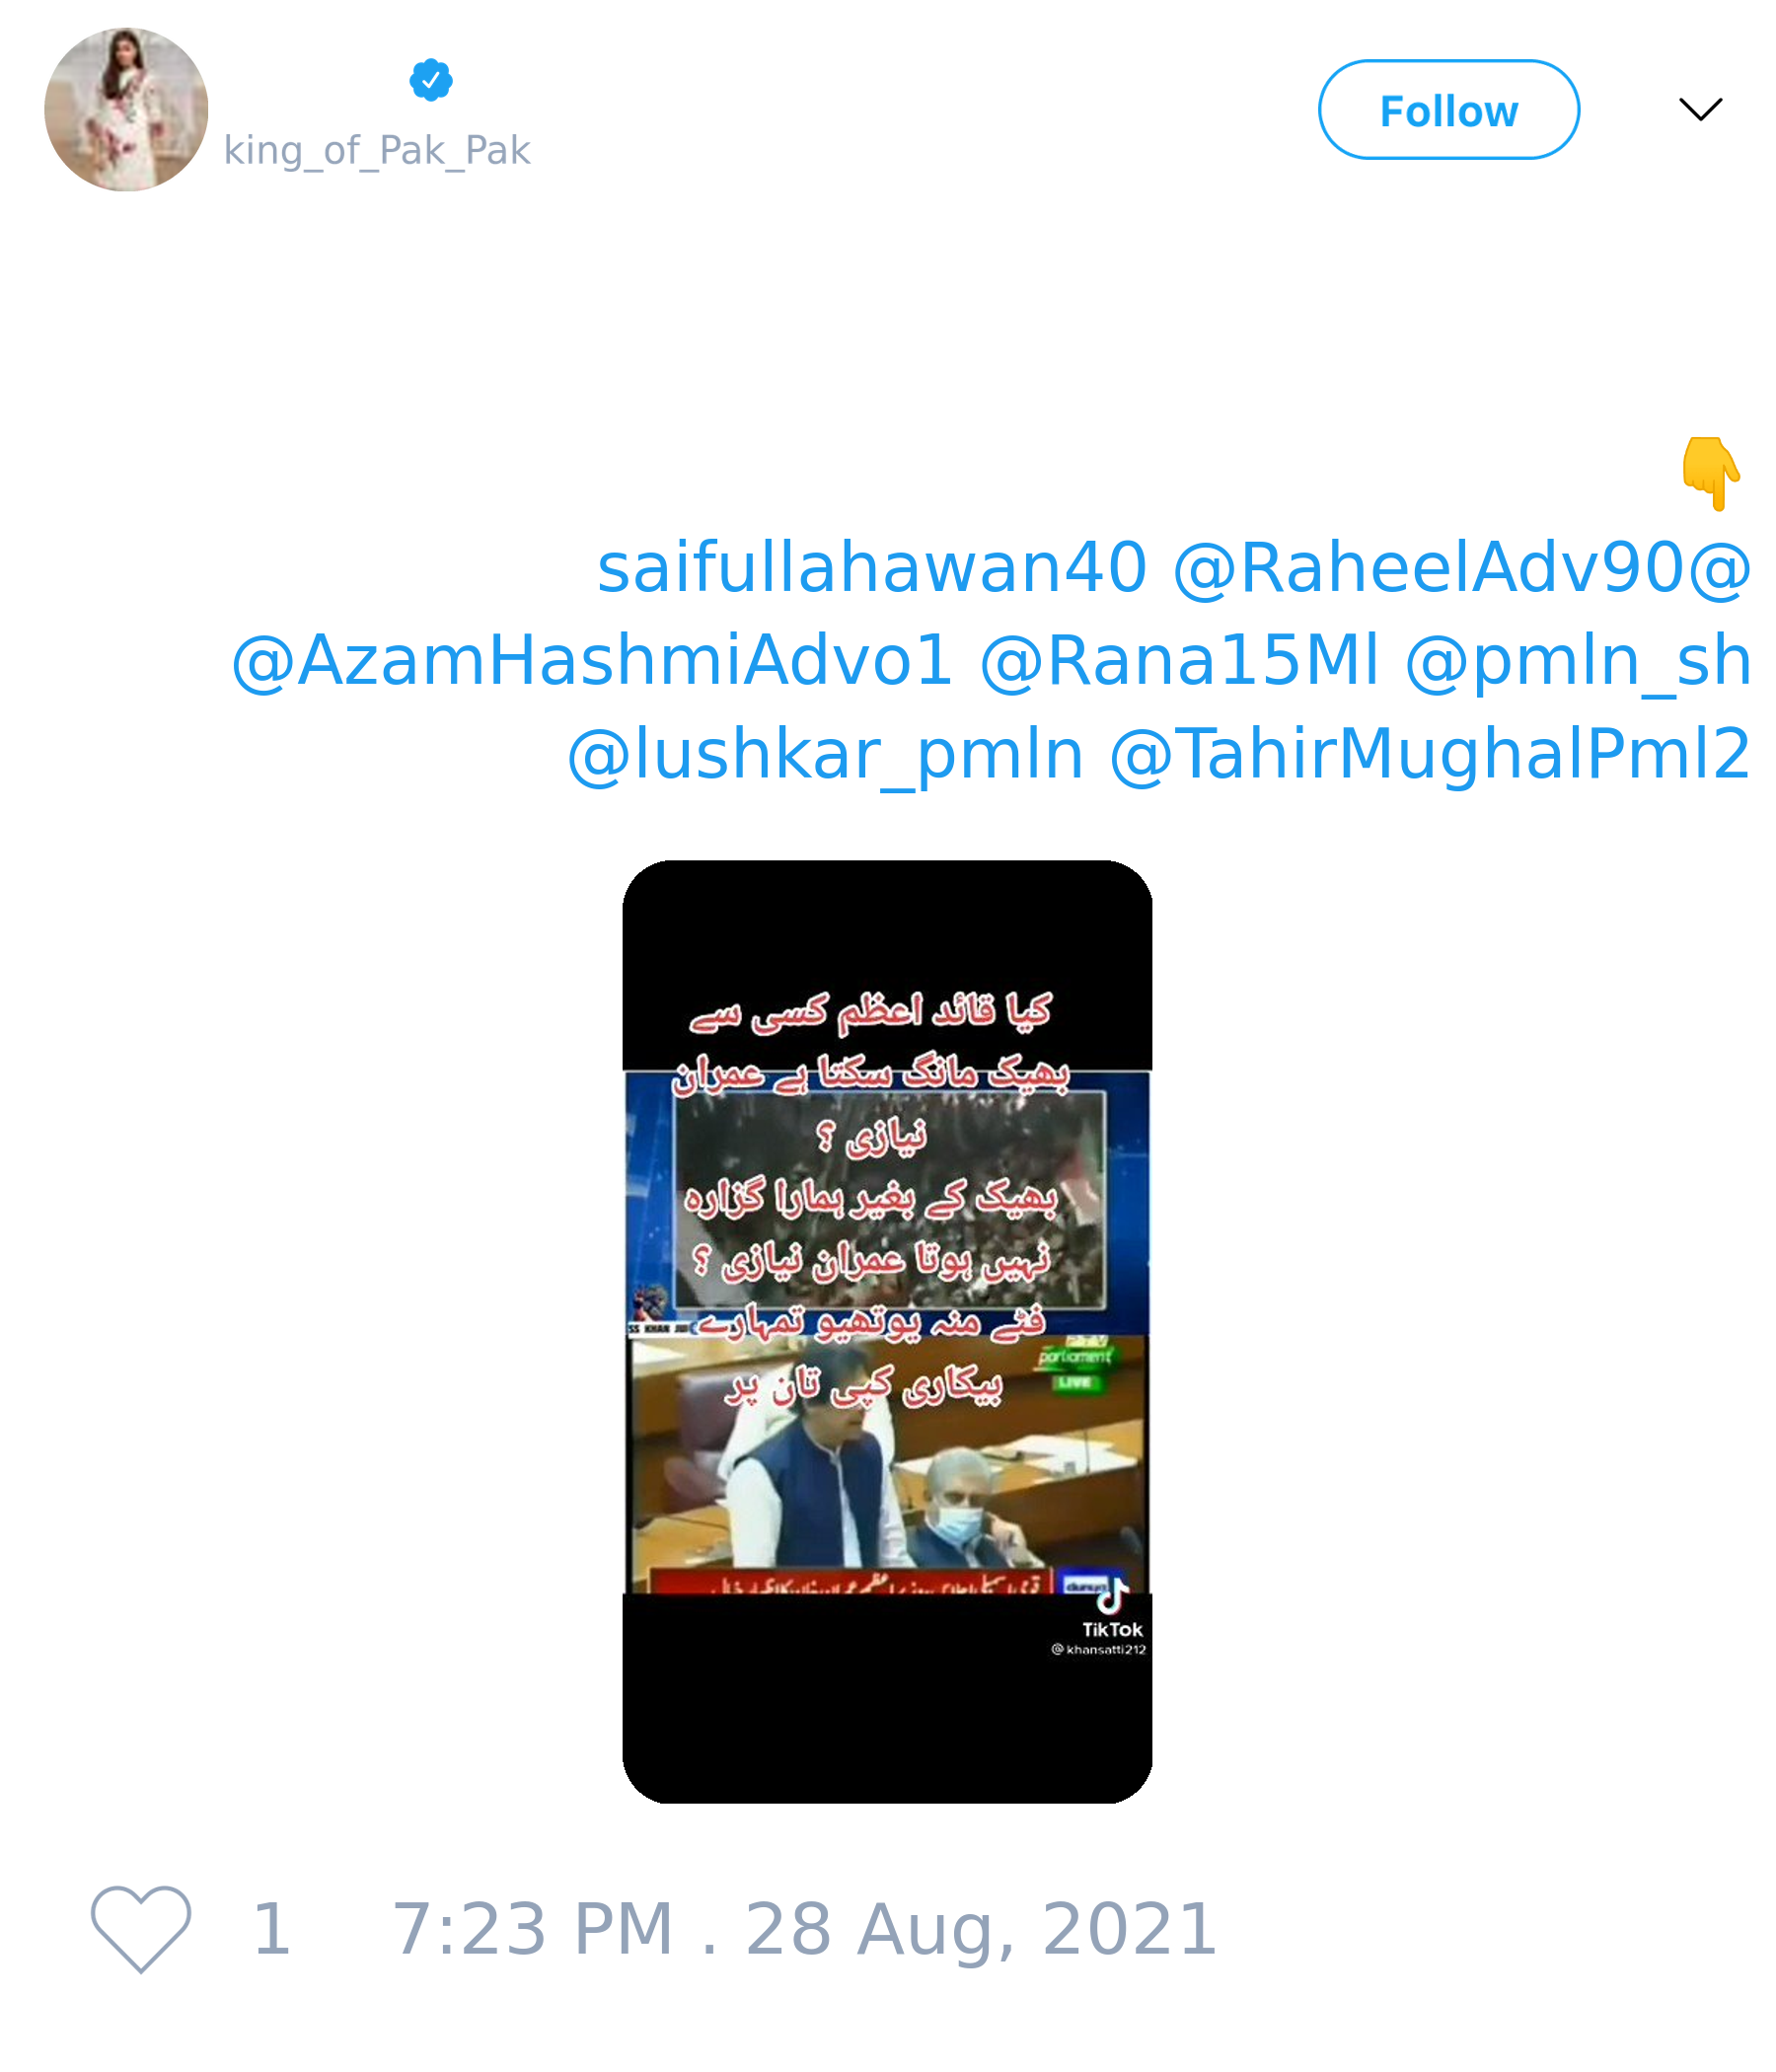 king_of_Pak_Pak
Follow
👇
saifullahawan40 @RaheelAdv90@
@AzamHashmiAdvo1 @Rana15Ml @pmln_sh
@lushkar_pmln @TahirMughalPml2
کیا قائد اعظم کسی سے
بھیک مانگ سکتا ہے عمران
نیازی ؟
بھیک کے بغیر ہمارا گزارہ
نہیں ہوتا عمران نیازی ؟
فٹے منہ یوتھیو تمہارے
بیکاری کپی تان پر
parliament
LIVE
dunya
TikTok
@khansatti212
1
7:23 PM . 28 Aug, 2021